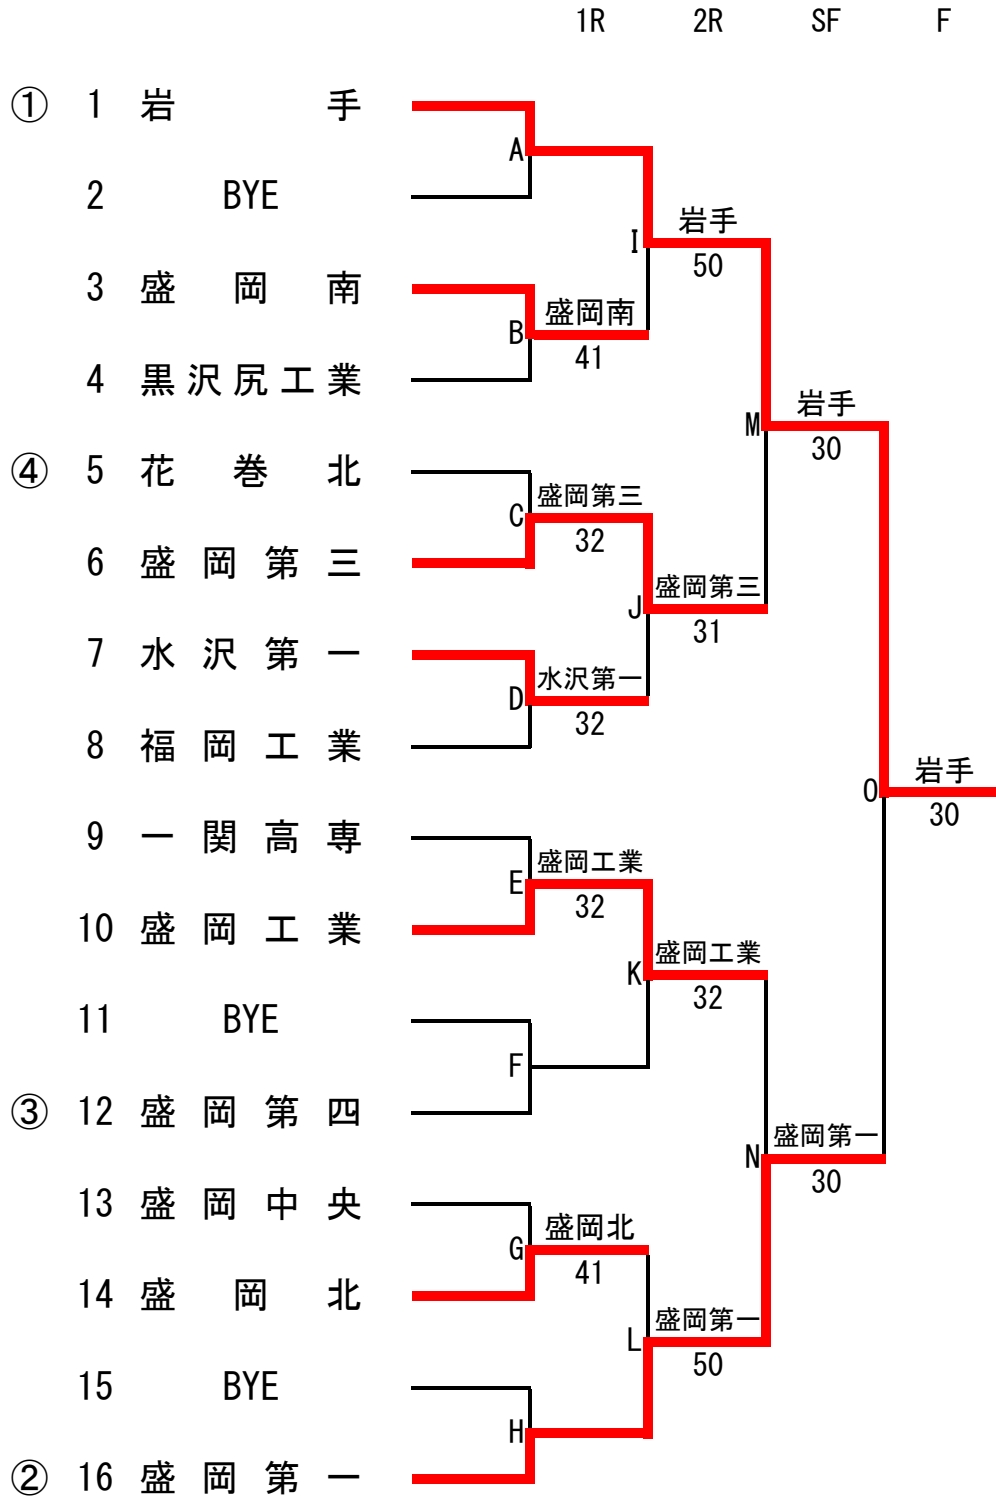 1R 2R SF F
① 1 岩手
A
2 BYE
岩手
I
50
3 盛岡南
盛岡南
B
41
4 黒沢尻工業
岩手
M
30
④ 5 花巻北
盛岡第三
C
32
6 盛岡第三
盛岡第三
J
31
7 水沢第一
水沢第一
D
32
8 福岡工業
岩手
O
30
9 一関高専
盛岡工業
E
32
10 盛岡工業
盛岡工業
K
32
11 BYE
F
③ 12 盛岡第四
盛岡第一
N
30
13 盛岡中央
盛岡北
G
41
14 盛岡北
盛岡第一
L
50
15 BYE
H
② 16 盛岡第一